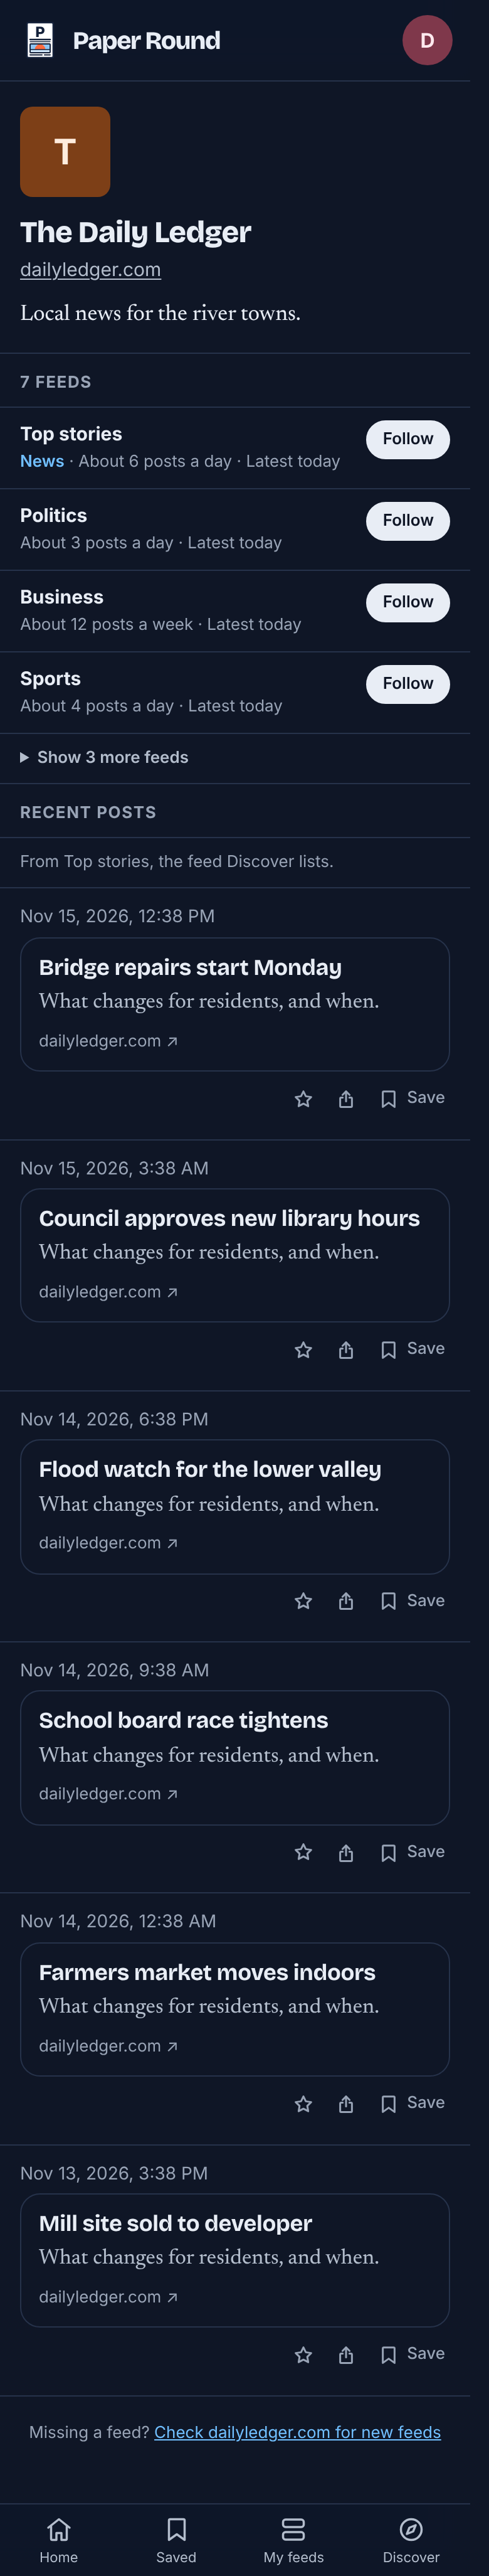 P
Paper Round
D
T
The Daily Ledger
dailyledger.com
Local news for the river towns.
7 FEEDS
Top stories
Follow
News · About 6 posts a day · Latest today
Politics
Follow
About 3 posts a day · Latest today
Business
Follow
About 12 posts a week · Latest today
Sports
Follow
About 4 posts a day · Latest today
▶ Show 3 more feeds
RECENT POSTS
From Top stories, the feed Discover lists.
Nov 15, 2026, 12:38 PM
Bridge repairs start Monday
What changes for residents, and when.
dailyledger.com ↗
Save
Nov 15, 2026, 3:38 AM
Council approves new library hours
What changes for residents, and when.
dailyledger.com ↗
Save
Nov 14, 2026, 6:38 PM
Flood watch for the lower valley
What changes for residents, and when.
dailyledger.com ↗
Save
Nov 14, 2026, 9:38 AM
School board race tightens
What changes for residents, and when.
dailyledger.com ↗
Save
Nov 14, 2026, 12:38 AM
Farmers market moves indoors
What changes for residents, and when.
dailyledger.com ↗
Save
Nov 13, 2026, 3:38 PM
Mill site sold to developer
What changes for residents, and when.
dailyledger.com ↗
Save
Missing a feed? Check dailyledger.com for new feeds
Home
Saved
My feeds
Discover